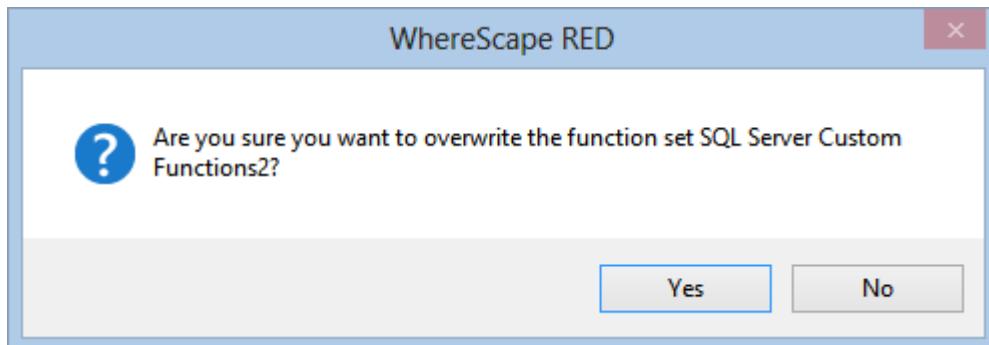 WhereScape RED
Are you sure you want to overwrite the function set SQL Server Custom
Functions2?
Yes
No